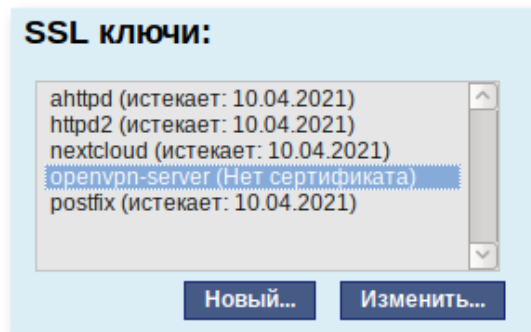 SSL ключи:
ahttpd (истекает: 10.04.2021)
httpd2 (истекает: 10.04.2021)
nextcloud (истекает: 10.04.2021)
openvpn-server (Нет сертификата)
postfix (истекает: 10.04.2021)
Новый... Изменить...